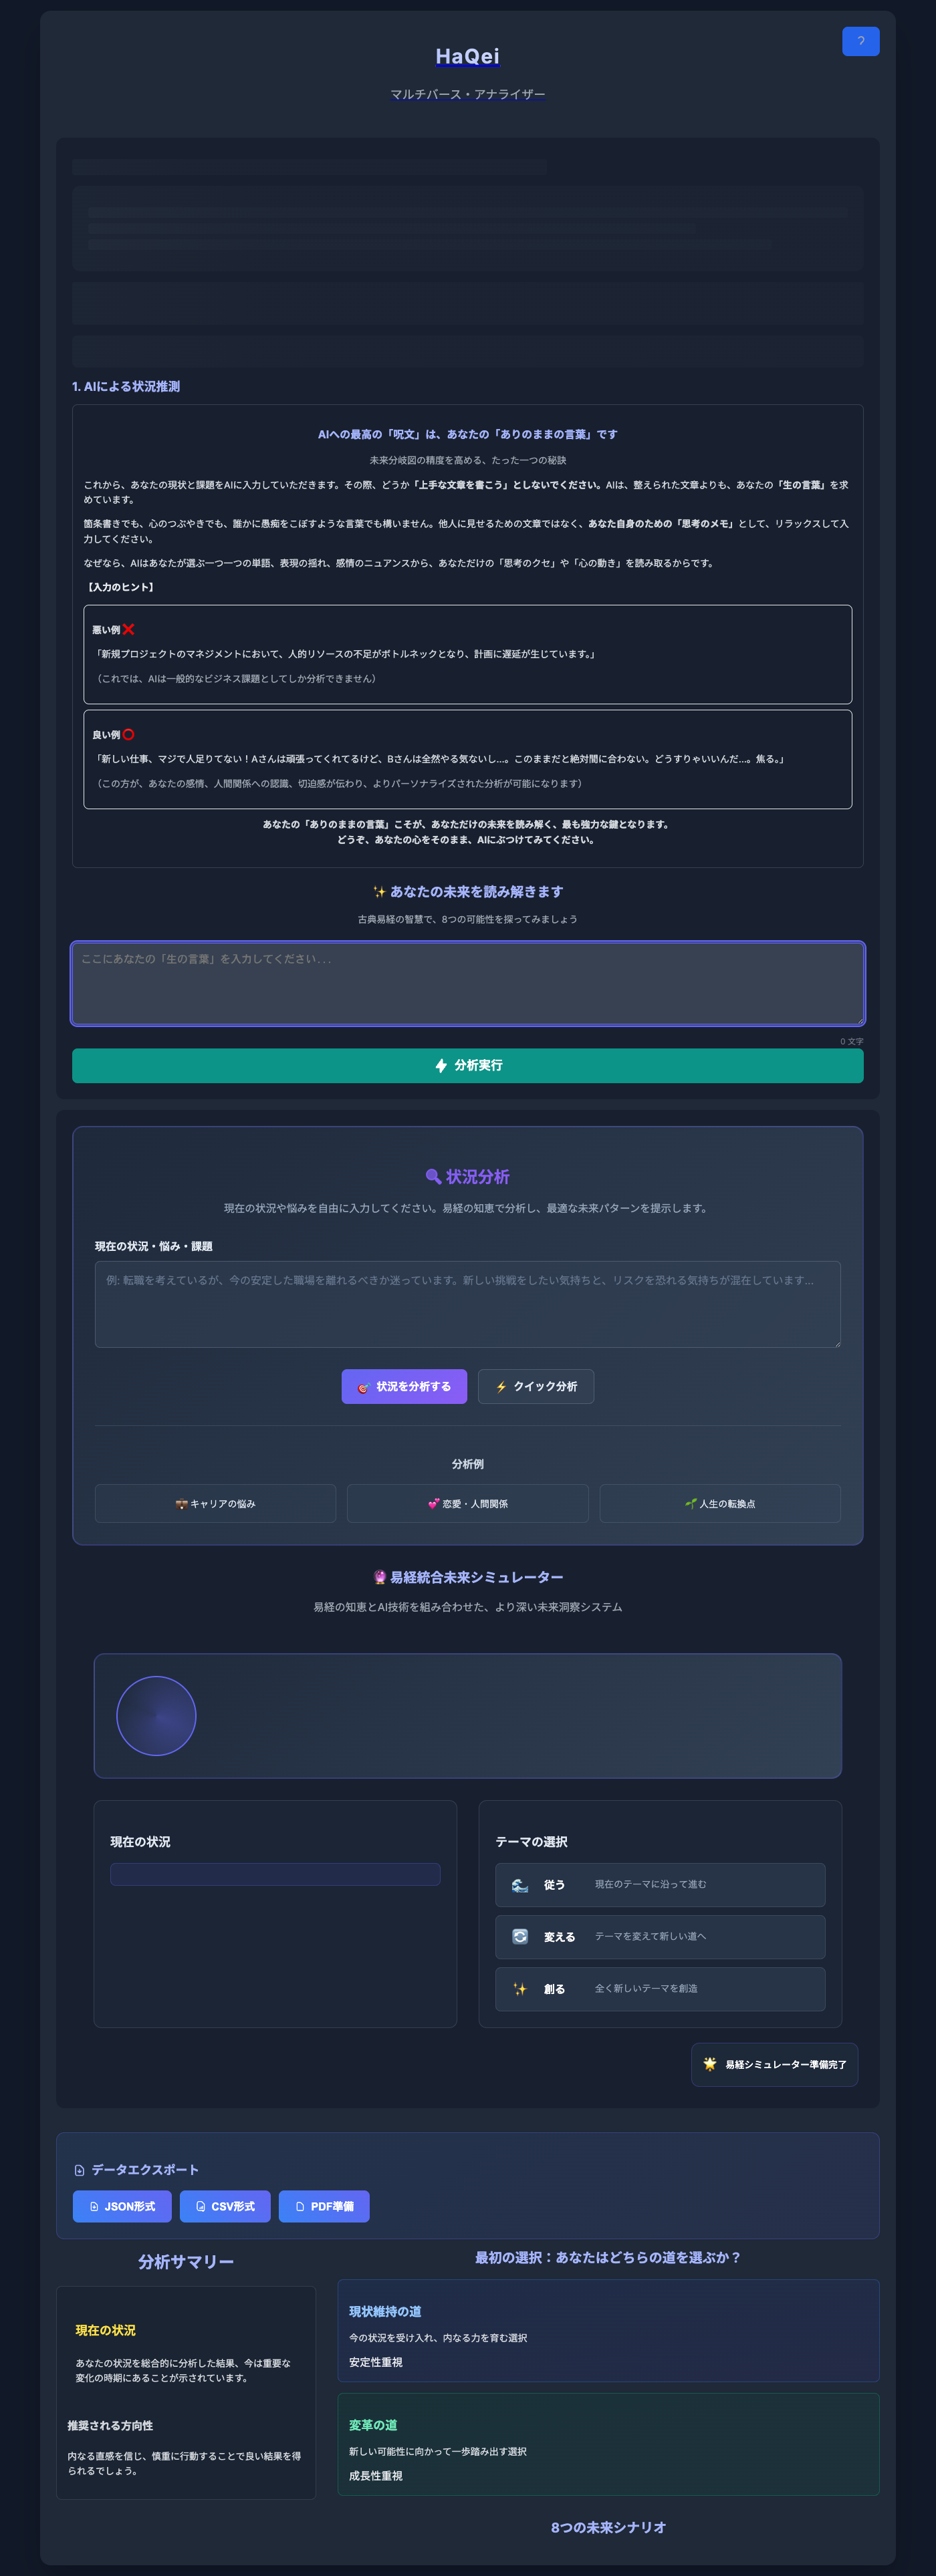 HaQei
?
マルチバース・アナライザー
1. AIによる状況推測
AIへの最高の「呪文」は、あなたの「ありのままの言葉」です
未来分岐図の精度を高める、たった一つの秘訣
これから、あなたの現状と課題をAIに入力していただきます。その際、どうか「上手な文章を書こう」としないでください。AIは、整えられた文章よりも、あなたの「生の言葉」を求
めています。
箇条書きでも、心のつぶやきでも、誰かに愚痴をこぼすような言葉でも構いません。他人に見せるための文章ではなく、あなた自身のための「思考のメモ」として、リラックスして入
力してください。
なぜなら、AIはあなたが選ぶ一つ一つの単語、表現の揺れ、感情のニュアンスから、あなただけの「思考のクセ」や「心の動き」を読み取るからです。
【入力のヒント】
悪い例 ❌
「新規プロジェクトのマネジメントにおいて、人的リソースの不足がボトルネックとなり、計画に遅延が生じています。」
（これでは、AIは一般的なビジネス課題としてしか分析できません）
良い例 ⭕
「新しい仕事、マジで人足りてない！Aさんは頑張ってくれてるけど、Bさんは全然やる気ないし…。このままだと絶対間に合わない。どうすりゃいいんだ…。焦る。」
（この方が、あなたの感情、人間関係への認識、切迫感が伝わり、よりパーソナライズされた分析が可能になります）
あなたの「ありのままの言葉」こそが、あなただけの未来を読み解く、最も強力な鍵となります。
どうぞ、あなたの心をそのまま、AIにぶつけてみてください。
✨ あなたの未来を読み解きます
古典易経の智慧で、8つの可能性を探ってみましょう
ここにあなたの「生の言葉」を入力してください...
0 文字
分析実行
🔍 状況分析
現在の状況や悩みを自由に入力してください。易経の知恵で分析し、最適な未来パターンを提示します。
現在の状況・悩み・課題
例: 転職を考えているが、今の安定した職場を離れるべきか迷っています。新しい挑戦をしたい気持ちと、リスクを恐れる気持ちが混在しています...
🎯 状況を分析する
⚡ クイック分析
分析例
💼 キャリアの悩み
💕 恋愛・人間関係
🌱 人生の転換点
🔮 易経統合未来シミュレーター
易経の知恵とAI技術を組み合わせた、より深い未来洞察システム
現在の状況
テーマの選択
🌊 従う 現在のテーマに沿って進む
🔄 変える テーマを変えて新しい道へ
✨ 創る 全く新しいテーマを創造
🌟 易経シミュレーター準備完了
データエクスポート
JSON形式
CSV形式
PDF準備
分析サマリー
現在の状況
あなたの状況を総合的に分析した結果、今は重要な
変化の時期にあることが示されています。
推奨される方向性
内なる直感を信じ、慎重に行動することで良い結果を得
られるでしょう。
最初の選択：あなたはどちらの道を選ぶか？
現状維持の道
今の状況を受け入れ、内なる力を育む選択
安定性重視
変革の道
新しい可能性に向かって一歩踏み出す選択
成長性重視
8つの未来シナリオ